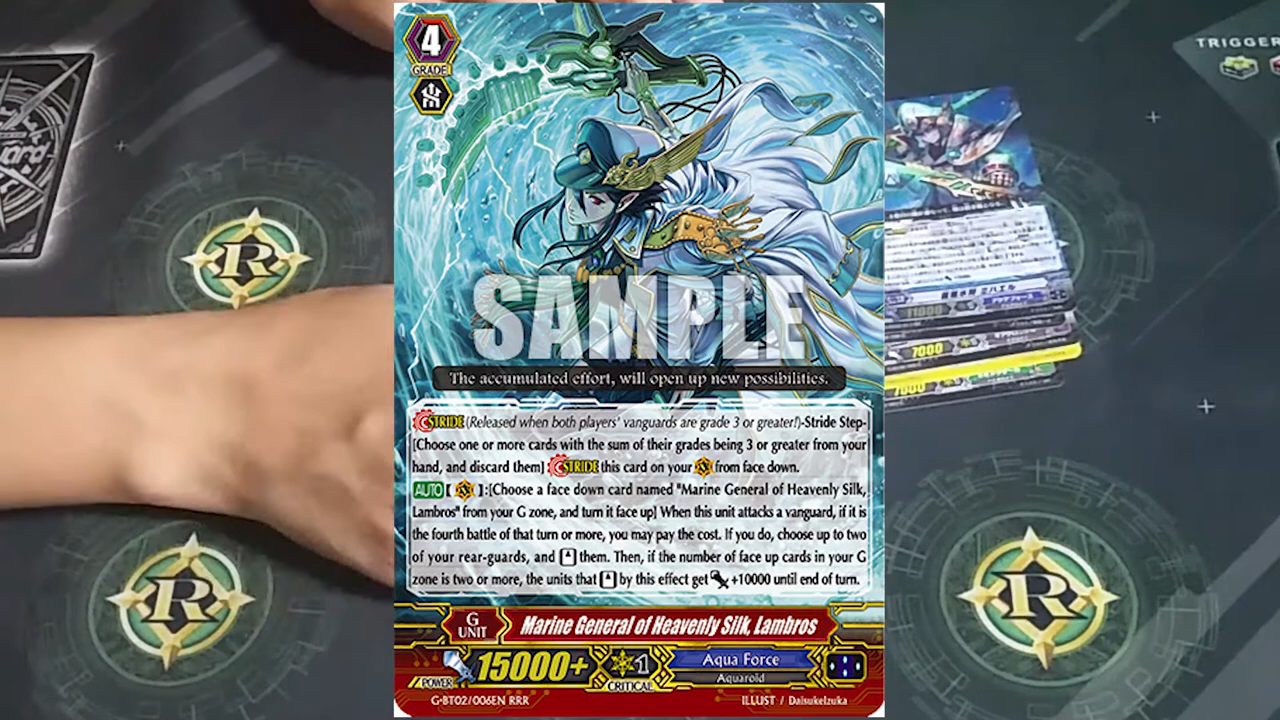 4
GRADE
TRIGGER
ard
R
SAMPLE
The accumulated effort, will open up new possibilities.
STRIDE (Released when both players' vanguards are grade 3 or greater!)-Stride Step-
[Choose one or more cards with the sum of their grades being 3 or greater from your
hand, and discard them] STRIDE this card on your from face down.
AUTO [ ]:[Choose a face down card named "Marine General of Heavenly Silk,
Lambros" from your G zone, and turn it face up] When this unit attacks a vanguard, if it is
the fourth battle of that turn or more, you may pay the cost. If you do, choose up to two
of your rear-guards, and them. Then, if the number of face up cards in your G
zone is two or more, the units that by this effect get +10000 until end of turn.
G
UNIT
Marine General of Heavenly Silk, Lambros
POWER
15000+
1
CRITICAL
Aqua Force
Aquaroid
G-BT02/006EN RRR
ILLUST / DaisukeIzuka
11000
7000
7000
R
R